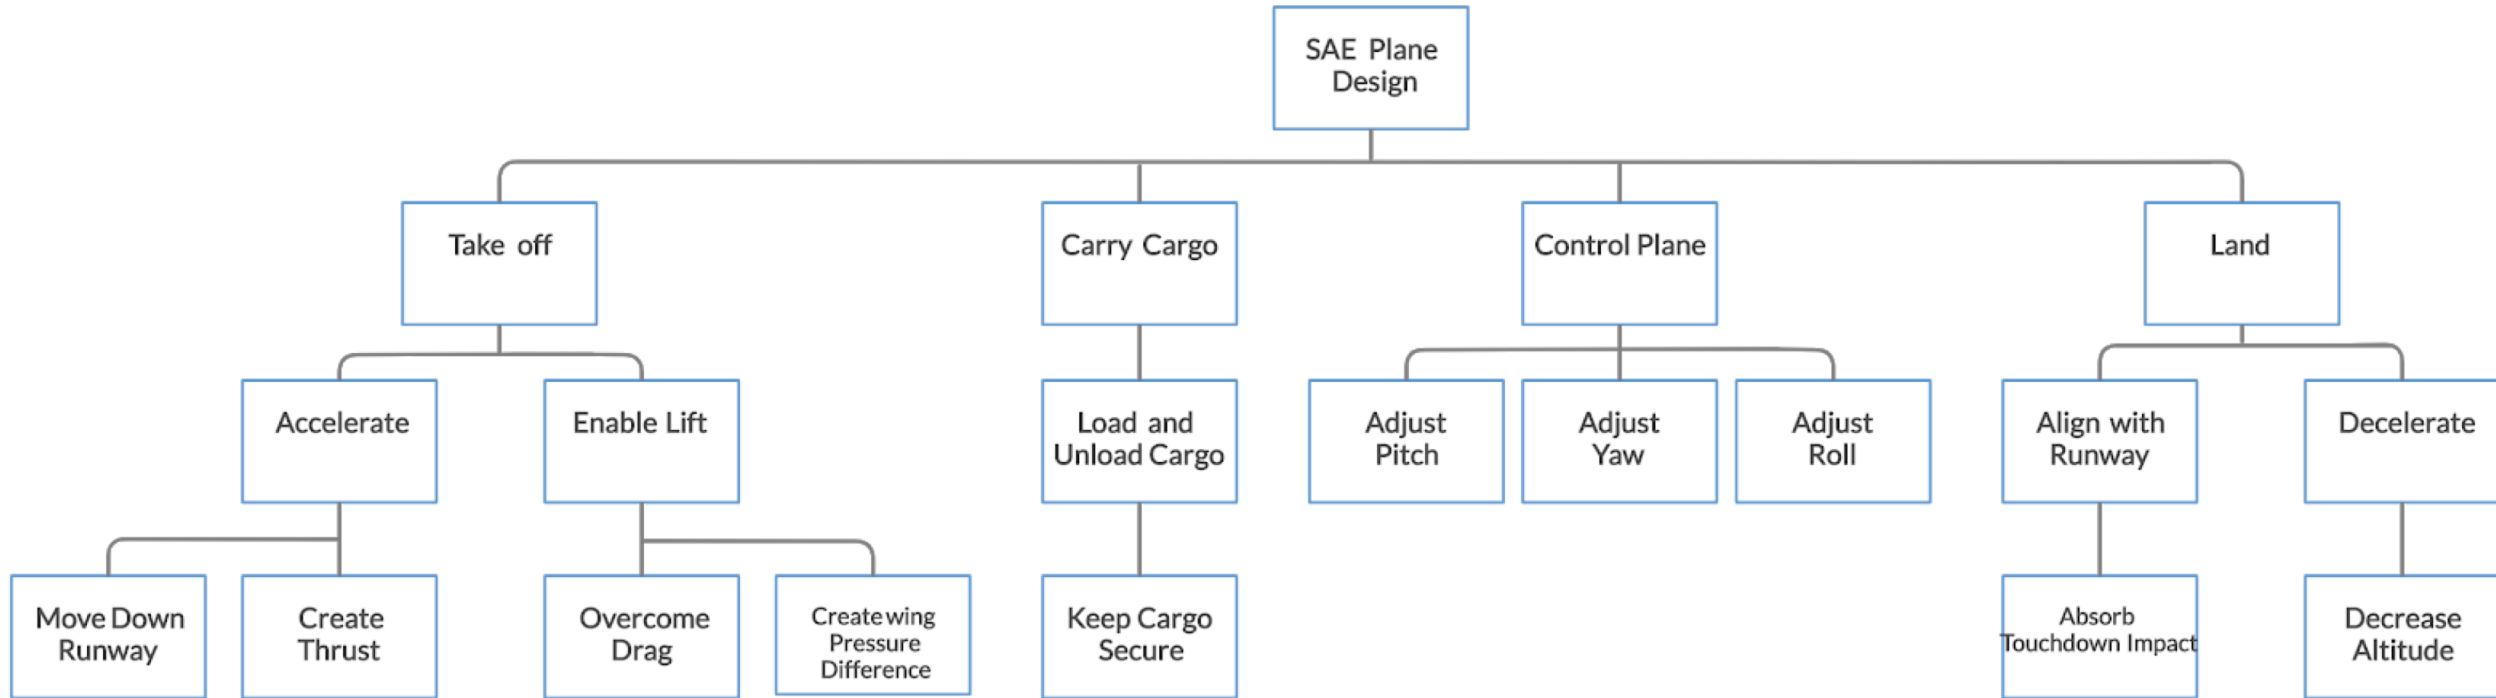 SAE Plane
Design
Take off
Carry Cargo
Control Plane
Land
Accelerate
Enable Lift
Load and
Unload Cargo
Adjust
Pitch
Adjust
Yaw
Adjust
Roll
Align with
Runway
Decelerate
Move Down
Runway
Create
Thrust
Overcome
Drag
Create wing
Pressure
Difference
Keep Cargo
Secure
Absorb
Touchdown Impact
Decrease
Altitude